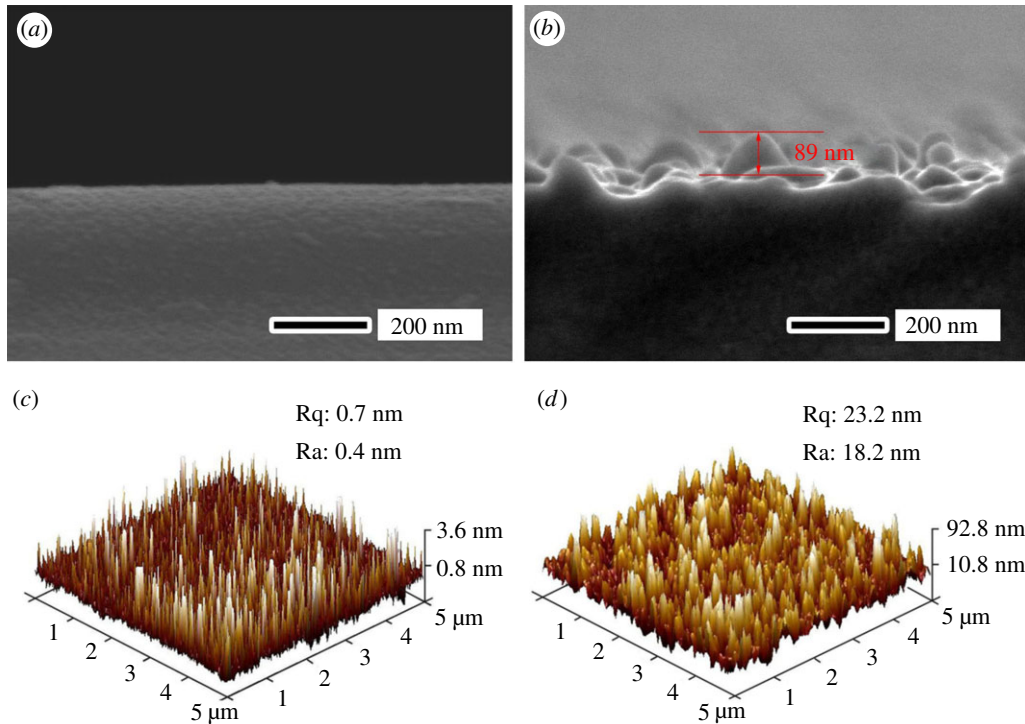 (a)
200 nm
(b)
89 nm
200 nm
(c)
Rq: 0.7 nm
Ra: 0.4 nm
3.6 nm
0.8 nm
5 µm
4
3
2
1
1
2
3
4
5 µm
(d)
Rq: 23.2 nm
Ra: 18.2 nm
92.8 nm
10.8 nm
5 µm
4
3
2
1
1
2
3
4
5 µm